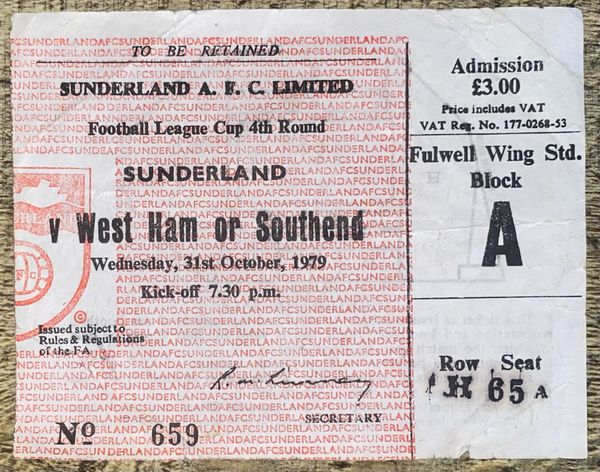 TO BE RETAINED
SUNDERLAND A. F. C. LIMITED
Football League Cup 4th Round
SUNDERLAND
v West Ham or Southend
Wednesday, 31st. October, 1979
Kick-off 7.30 p.m.
Issued subject to
Rules & Regulations
of the FA.
SECRETARY
Nº 659
Admission
£3.00
Price includes VAT
VAT Reg. No. 177-0268-53
Fulwell Wing Std.
Block
A
Row Seat
H 65 A